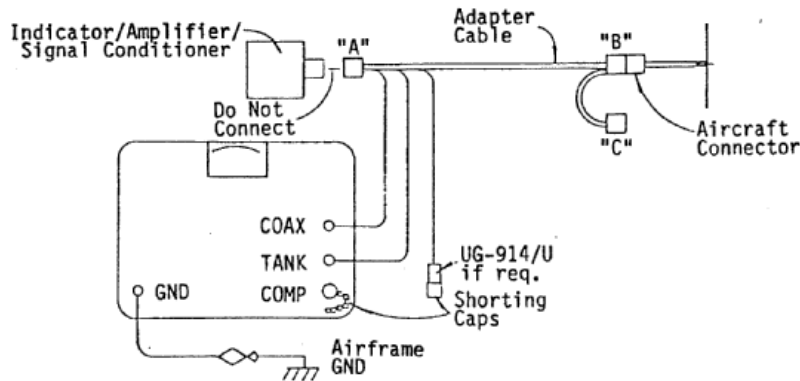 Indicator/Amplifier/
Signal Conditioner
"A"
Adapter
Cable
"B"
Do Not
Connect
"C"
Aircraft
Connector
COAX
TANK
COMP
GND
UG-914/U
if req.
Shorting
Caps
Airframe
GND